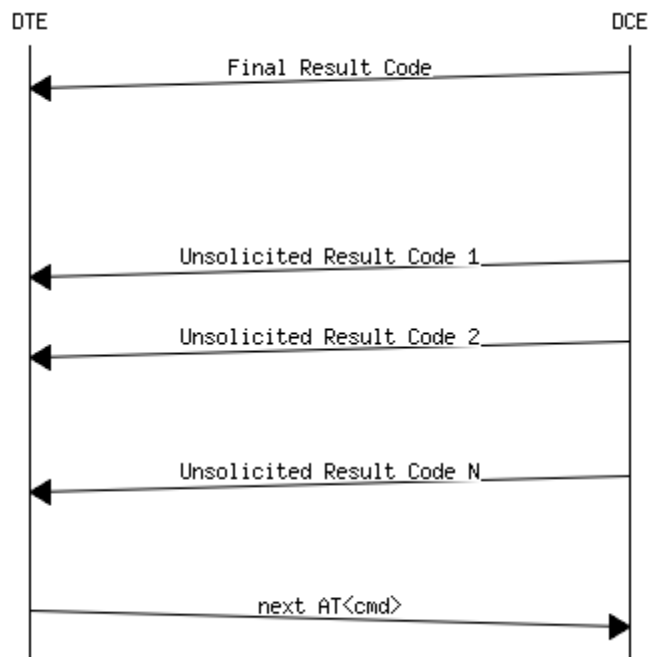 DTE DCE
Final Result Code
Unsolicited Result Code 1
Unsolicited Result Code 2
Unsolicited Result Code N
next AT<cmd>